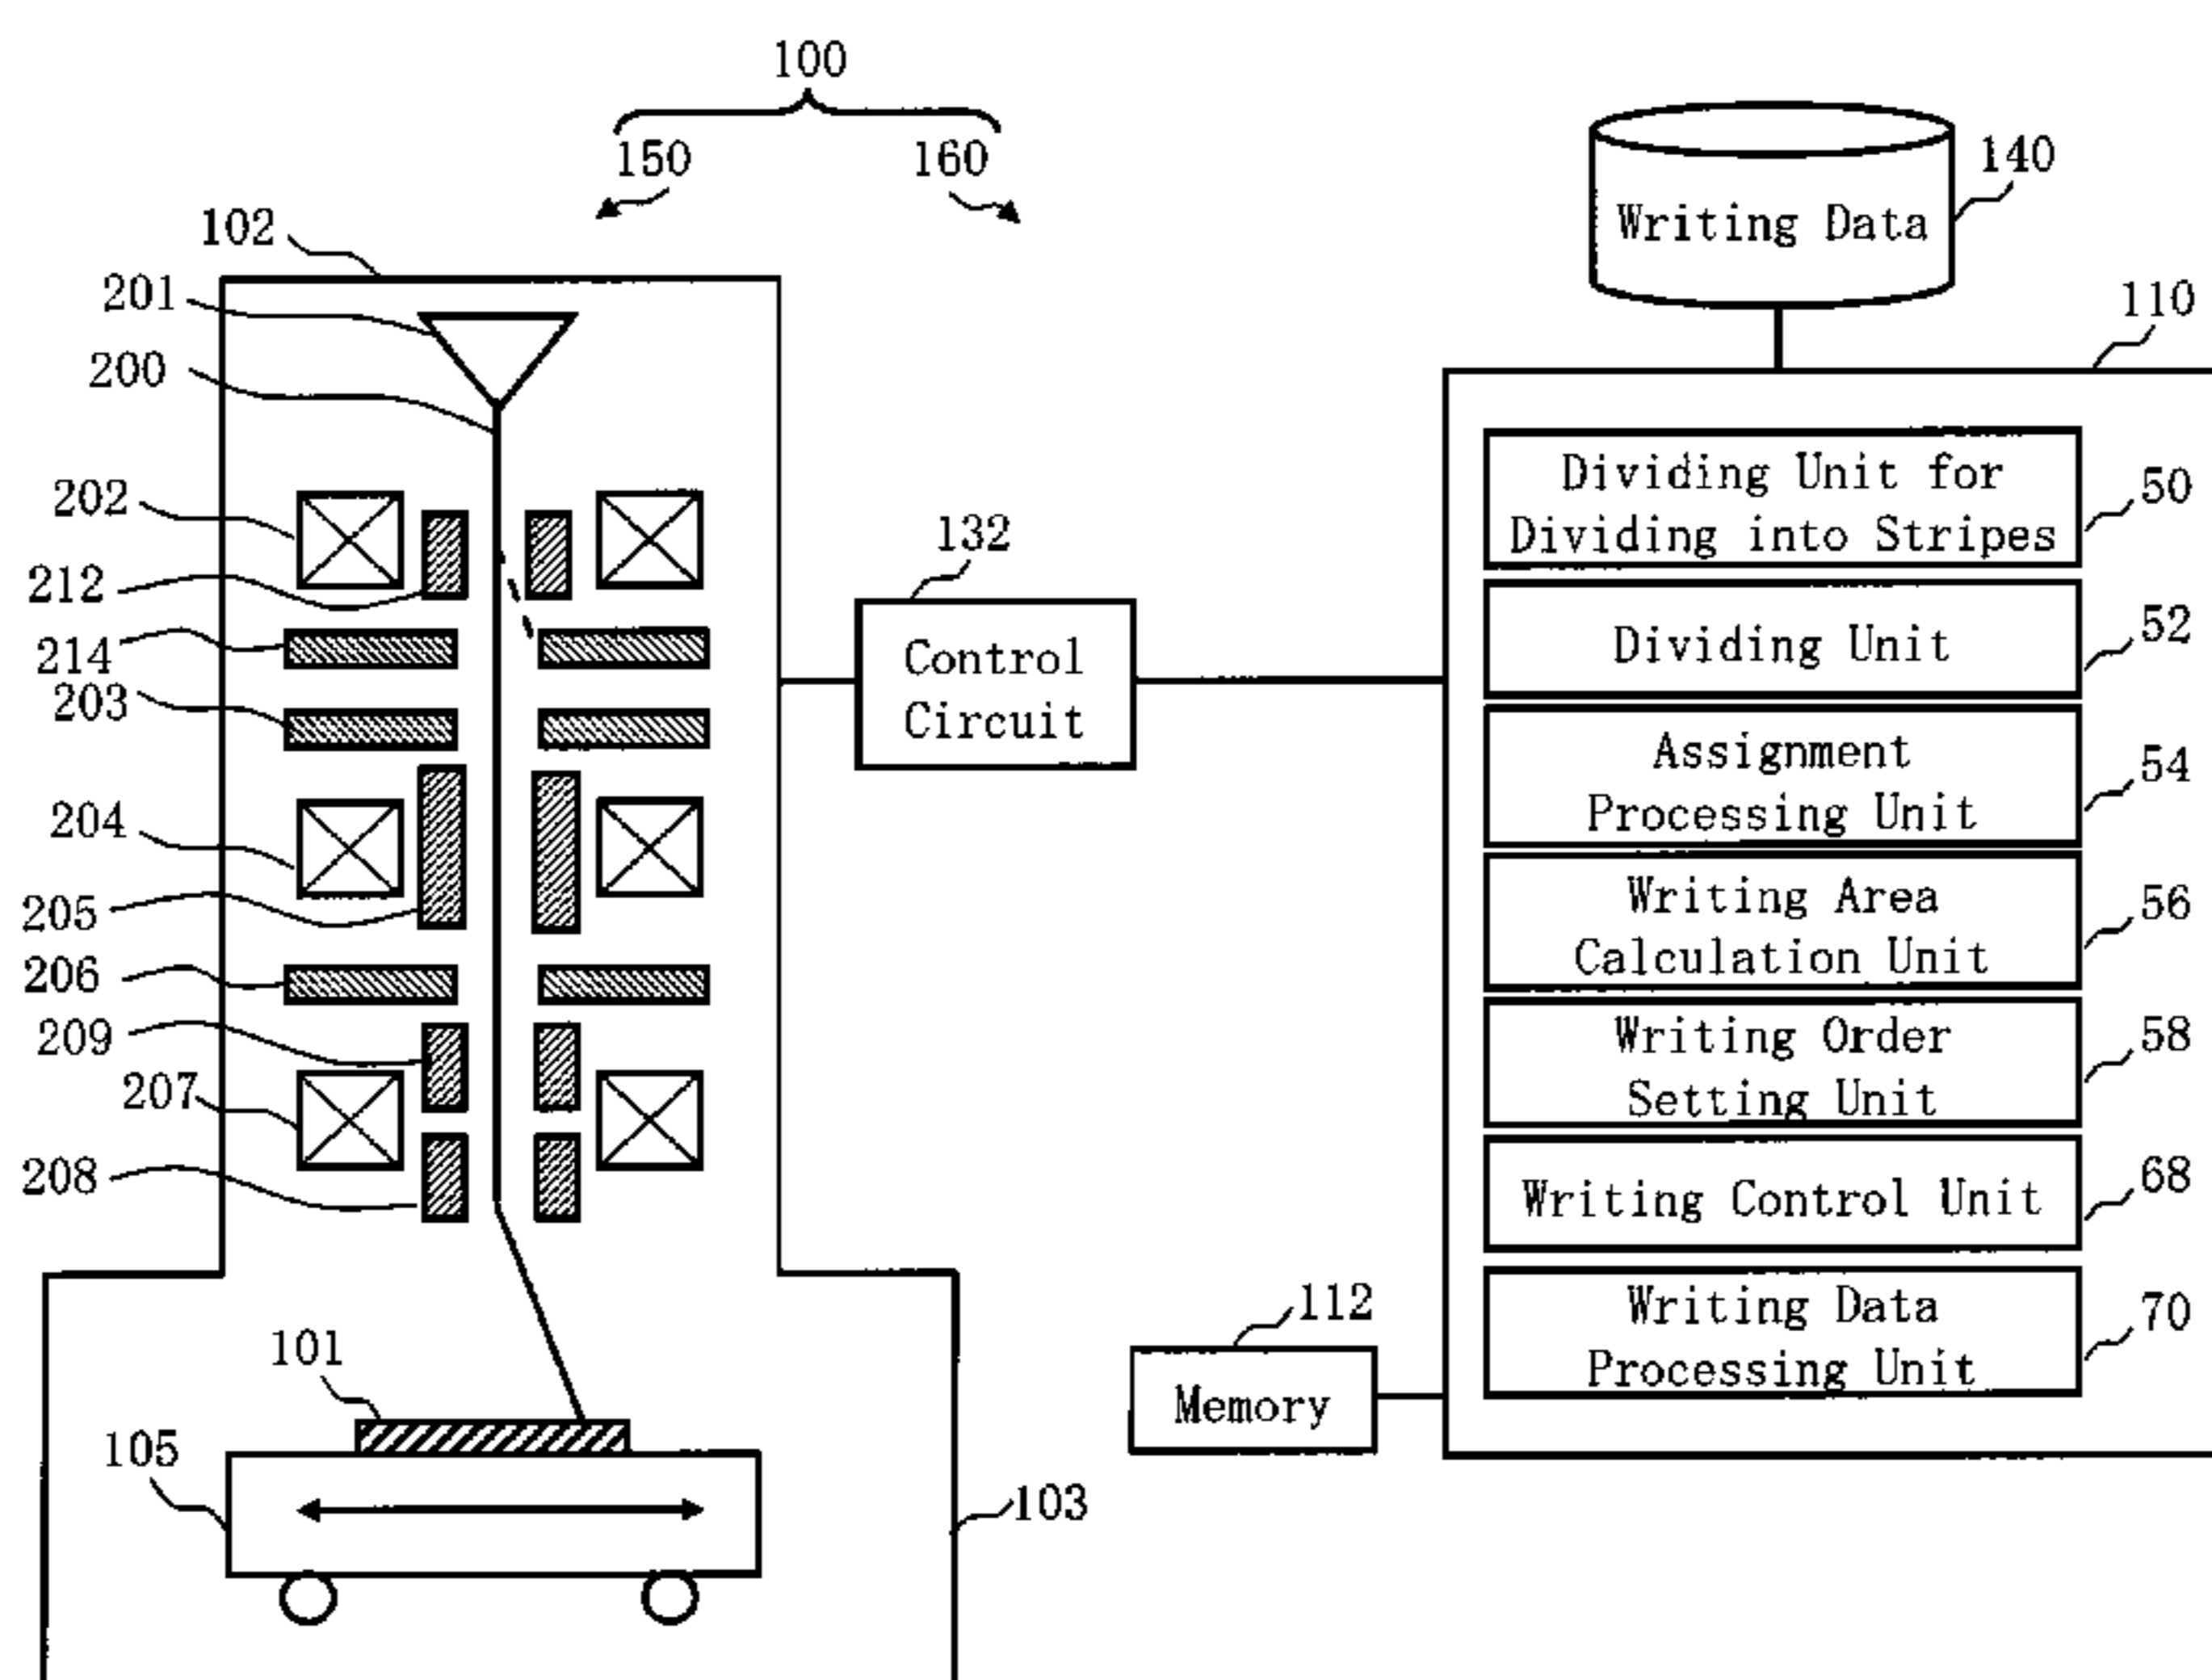 100
150
160
102
201
200
202
212
214
203
204
205
206
209
207
208
101
105
103
132
Control
Circuit
140
Writing Data
110
Dividing Unit for
Dividing into Stripes
50
Dividing Unit
52
Assignment
Processing Unit
54
Writing Area
Calculation Unit
56
Writing Order
Setting Unit
58
Writing Control Unit
68
Writing Data
Processing Unit
70
112
Memory